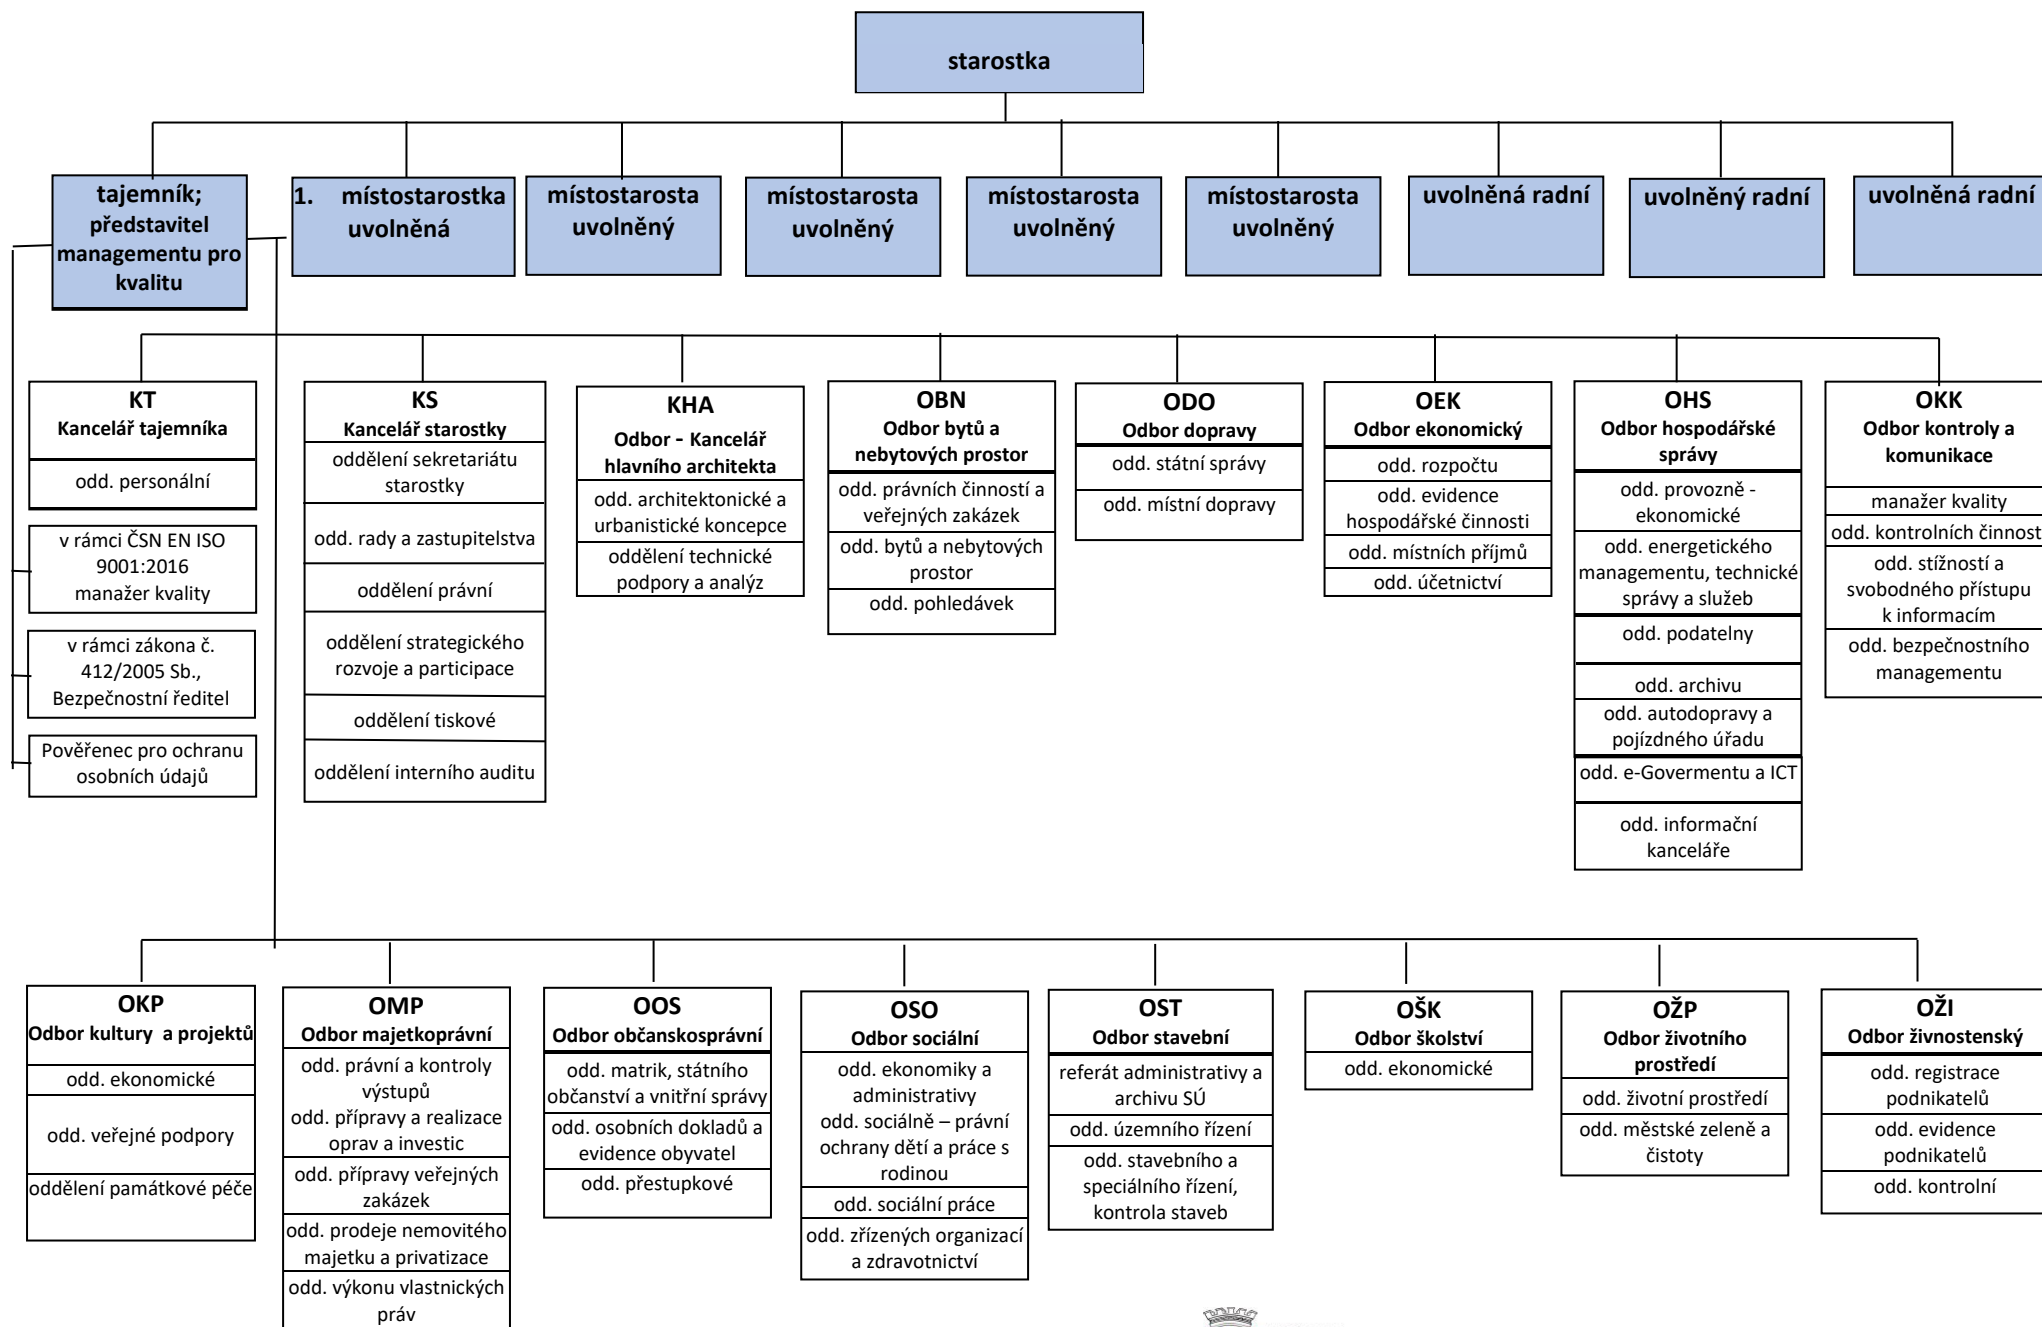 starostka
tajemník;
představitel
managementu pro
kvalitu
1. místostarostka
uvolněná
místostarosta
uvolněný
místostarosta
uvolněný
místostarosta
uvolněný
místostarosta
uvolněný
uvolněná radní
uvolněný radní
uvolněná radní
KT
Kancelář tajemníka
odd. personální
v rámci ČSN EN ISO
9001:2016
manažer kvality
v rámci zákona č.
412/2005 Sb.,
Bezpečnostní ředitel
Pověřenec pro ochranu
osobních údajů
KS
Kancelář starostky
oddělení sekretariátu
starostky
odd. rady a zastupitelstva
oddělení právní
oddělení strategického
rozvoje a participace
oddělení tiskové
oddělení interního auditu
KHA
Odbor - Kancelář
hlavního architekta
odd. architektonické a
urbanistické koncepce
oddělení technické
podpory a analýz
OBN
Odbor bytů a
nebytových prostor
odd. právních činností a
veřejných zakázek
odd. bytů a nebytových
prostor
odd. pohledávek
ODO
Odbor dopravy
odd. státní správy
odd. místní dopravy
OEK
Odbor ekonomický
odd. rozpočtu
odd. evidence
hospodářské činnosti
odd. místních příjmů
odd. účetnictví
OHS
Odbor hospodářské
správy
odd. provozně -
ekonomické
odd. energetického
managementu, technické
správy a služeb
odd. podatelny
odd. archivu
odd. autodopravy a
pojízdného úřadu
odd. e-Govermentu a ICT
odd. informační
kanceláře
OKK
Odbor kontroly a
komunikace
manažer kvality
odd. kontrolních činností
odd. stížností a
svobodného přístupu
k informacím
odd. bezpečnostního
managementu
OKP
Odbor kultury a projektů
odd. ekonomické
odd. veřejné podpory
oddělení památkové péče
OMP
Odbor majetkoprávní
odd. právní a kontroly
výstupů
odd. přípravy a realizace
oprav a investic
odd. přípravy veřejných
zakázek
odd. prodeje nemovitého
majetku a privatizace
odd. výkonu vlastnických
práv
OOS
Odbor občanskosprávní
odd. matrik, státního
občanství a vnitřní správy
odd. osobních dokladů a
evidence obyvatel
odd. přestupkové
OSO
Odbor sociální
odd. ekonomiky a
administrativy
odd. sociálně – právní
ochrany dětí a práce s
rodinou
odd. sociální práce
odd. zřízených organizací
a zdravotnictví
OST
Odbor stavební
referát administrativy a
archivu SÚ
odd. územního řízení
odd. stavebního a
speciálního řízení,
kontrola staveb
OŠK
Odbor školství
odd. ekonomické
OŽP
Odbor životního
prostředí
odd. životní prostředí
odd. městské zeleně a
čistoty
OŽI
Odbor živnostenský
odd. registrace
podnikatelů
odd. evidence
podnikatelů
odd. kontrolní